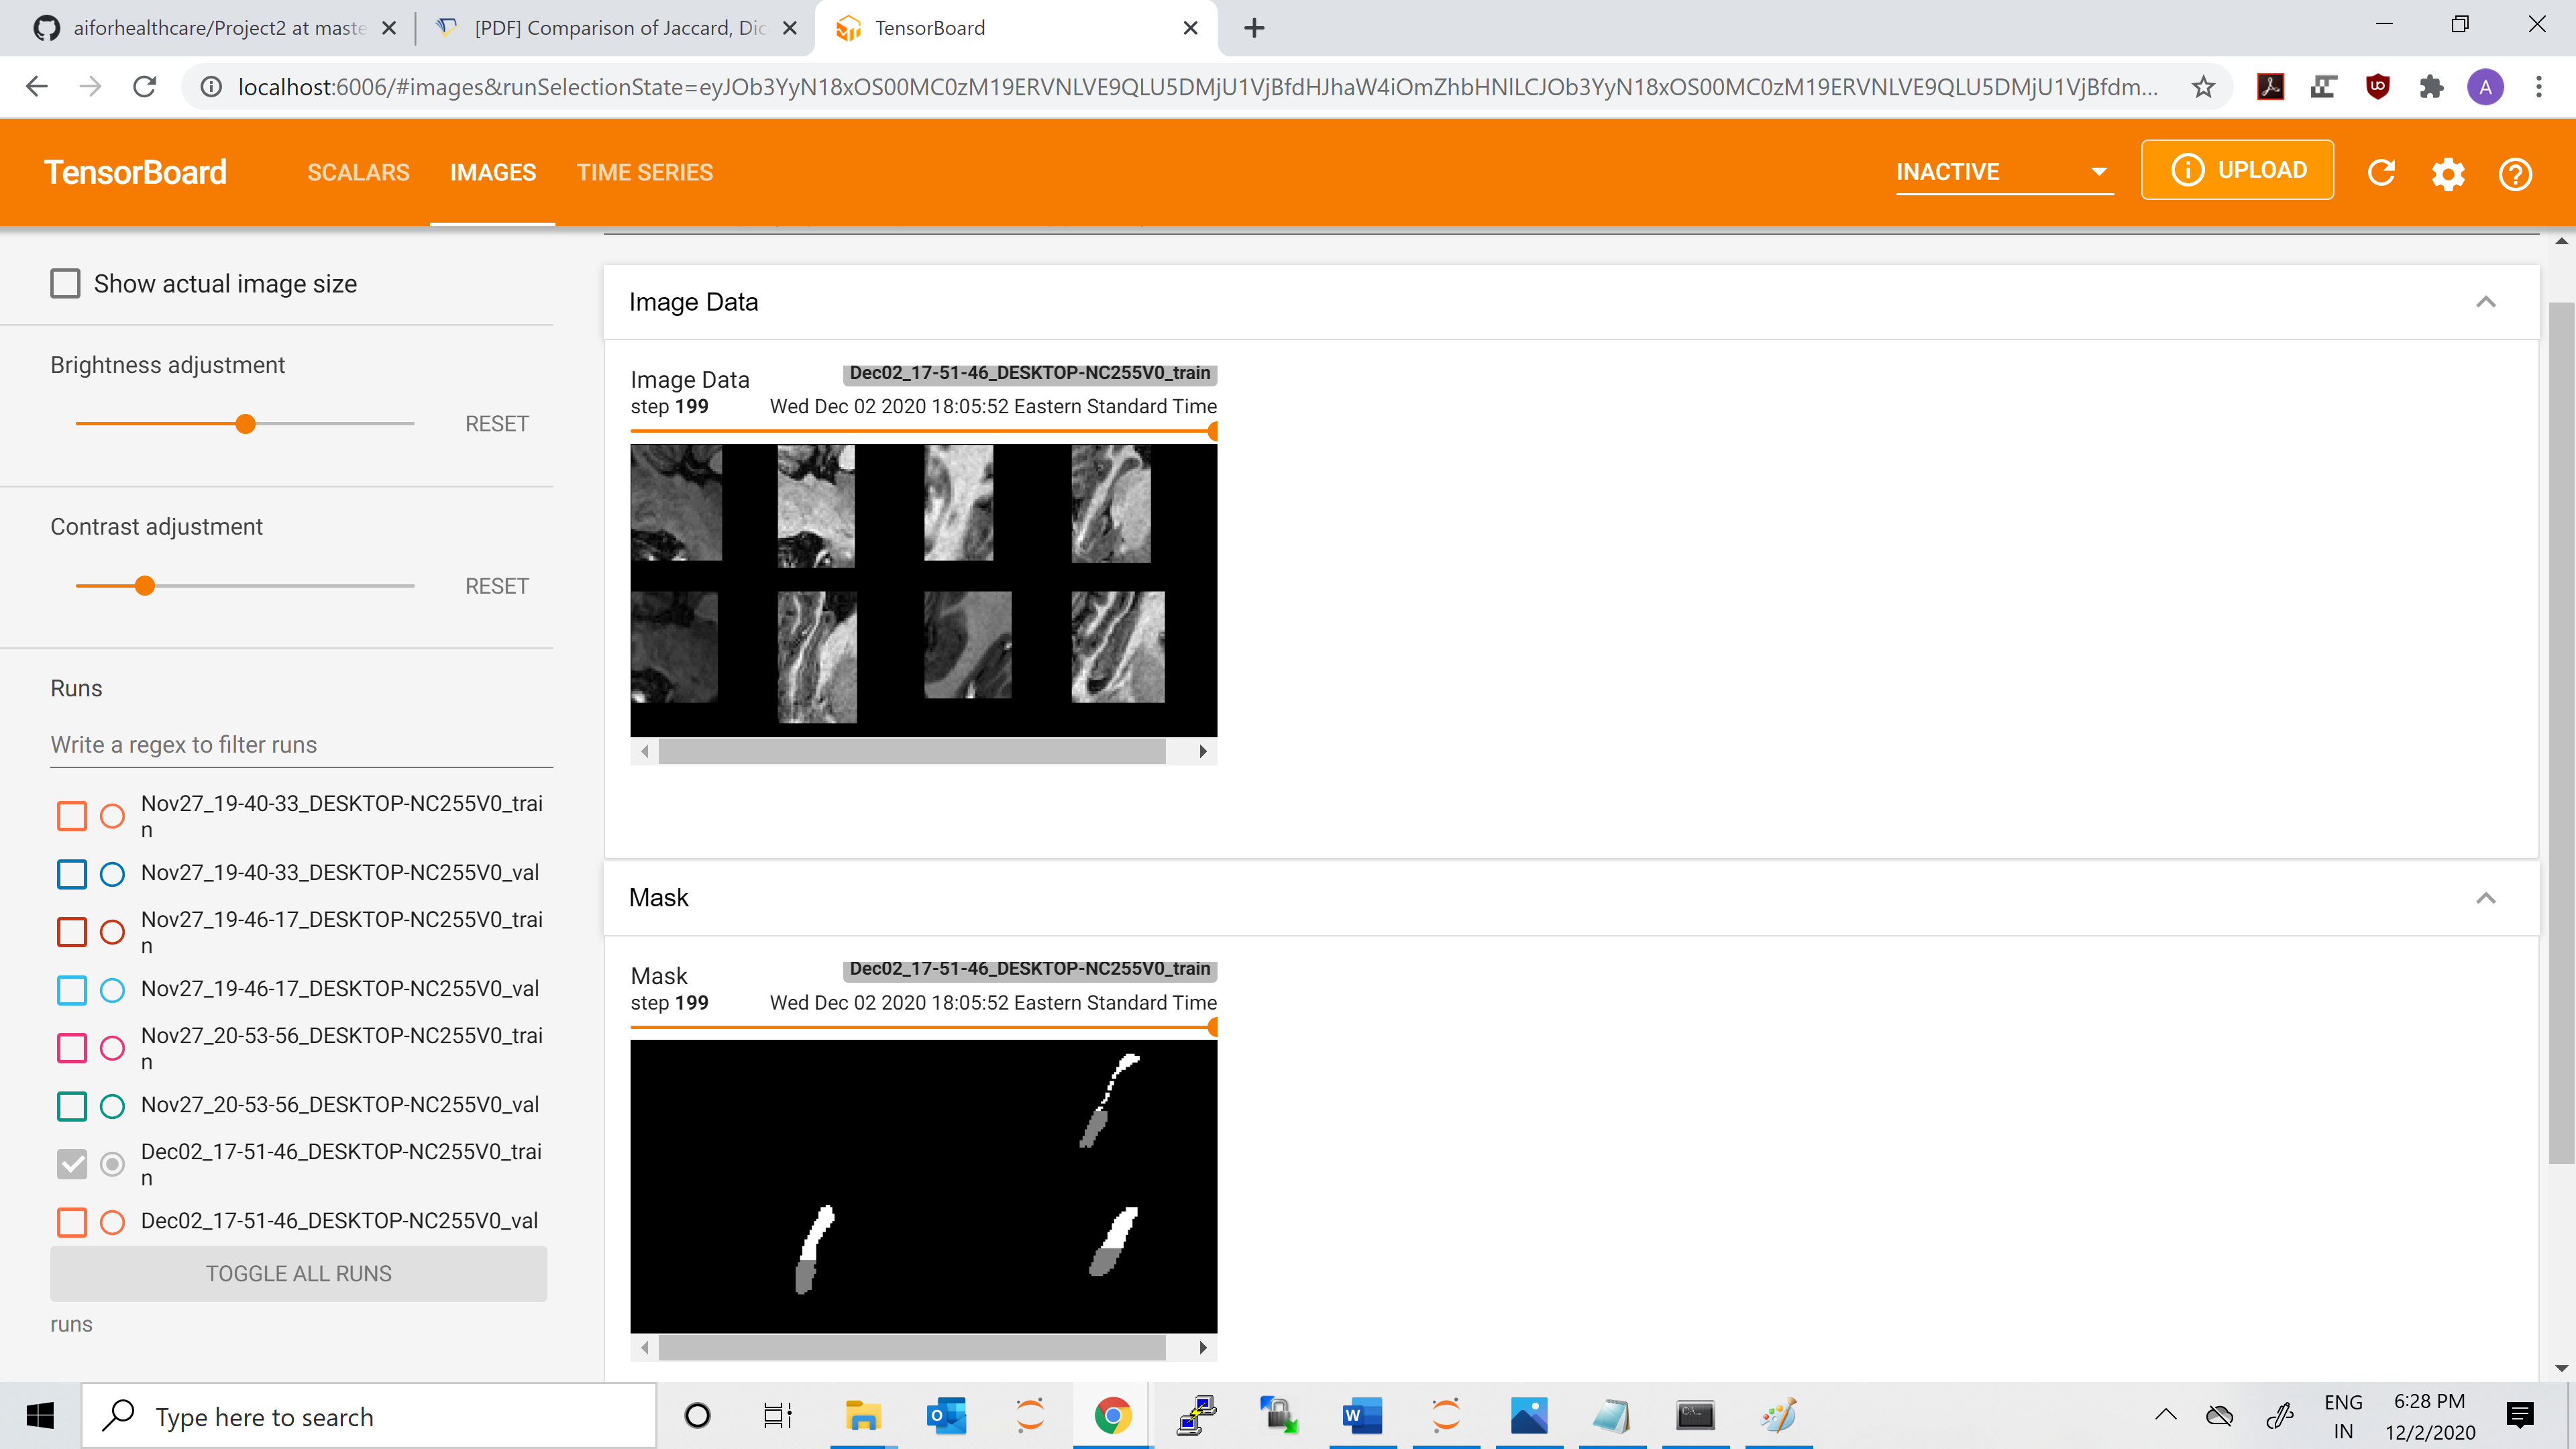 aiforhealthcare/Project2 at maste
[PDF] Comparison of Jaccard, Dic
TensorBoard
localhost:6006/#images&runSelectionState=eyJOb3YyN18xOS00MC0zM19ERVNLVE9QLU5DMjU1VjBfdHJhaW4iOmZhbHNlLCJOb3YyN18xOS00MC0zM19ERVNLVE9QLU5DMjU1VjBfdm...
A
TensorBoard
SCALARS
IMAGES
TIME SERIES
INACTIVE
UPLOAD
Show actual image size
Brightness adjustment
RESET
Contrast adjustment
RESET
Runs
Write a regex to filter runs
Nov27_19-40-33_DESKTOP-NC255V0_trai
n
Nov27_19-40-33_DESKTOP-NC255V0_val
Nov27_19-46-17_DESKTOP-NC255V0_trai
n
Nov27_19-46-17_DESKTOP-NC255V0_val
Nov27_20-53-56_DESKTOP-NC255V0_trai
n
Nov27_20-53-56_DESKTOP-NC255V0_val
Dec02_17-51-46_DESKTOP-NC255V0_trai
n
Dec02_17-51-46_DESKTOP-NC255V0_val
TOGGLE ALL RUNS
runs
Image Data
Image Data
Dec02_17-51-46_DESKTOP-NC255V0_train
step 199
Wed Dec 02 2020 18:05:52 Eastern Standard Time
Mask
Mask
Dec02_17-51-46_DESKTOP-NC255V0_train
step 199
Wed Dec 02 2020 18:05:52 Eastern Standard Time
Type here to search
ENG
IN
6:28 PM
12/2/2020